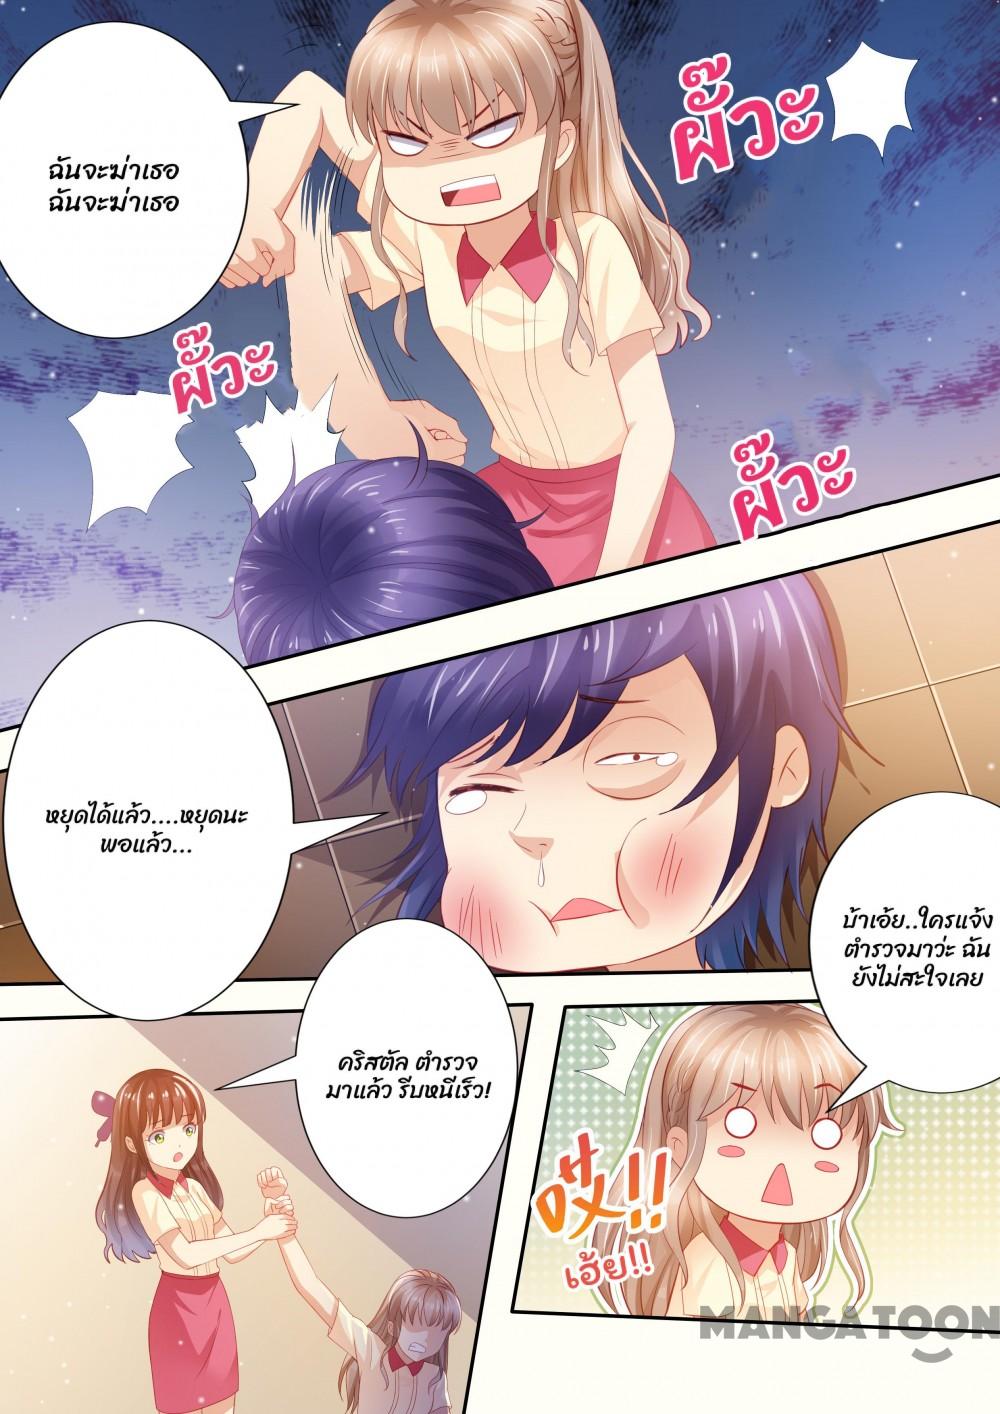 ฉันจะฆ่าเธอ
ฉันจะฆ่าเธอ
ผั๊วะ
ผั๊วะ
ผั๊วะ
หยุดได้แล้ว....หยุดนะ
พอแล้ว...
บ้าเอ้ย..ใครแจ้ง
ตำรวจมาว่ะ ฉัน
ยังไม่สะใจเลย
คริสตัล ตำรวจ
มาแล้ว รีบหนีเร็ว!
哎!!
เฮ้ย!!
MANGATOON